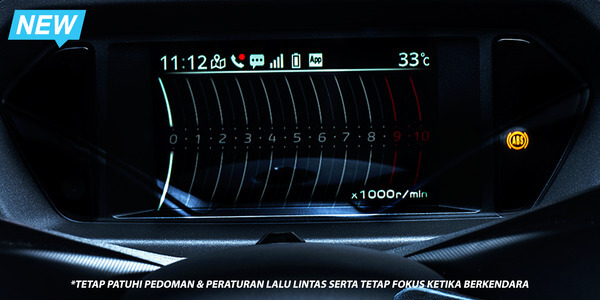 NEW
11:12 App 33°C
0 1 2 3 4 5 6 7 8 9 10
x1000r/min
ABS
*TETAP PATUHI PEDOMAN & PERATURAN LALU LINTAS SERTA TETAP FOKUS KETIKA BERKENDARA